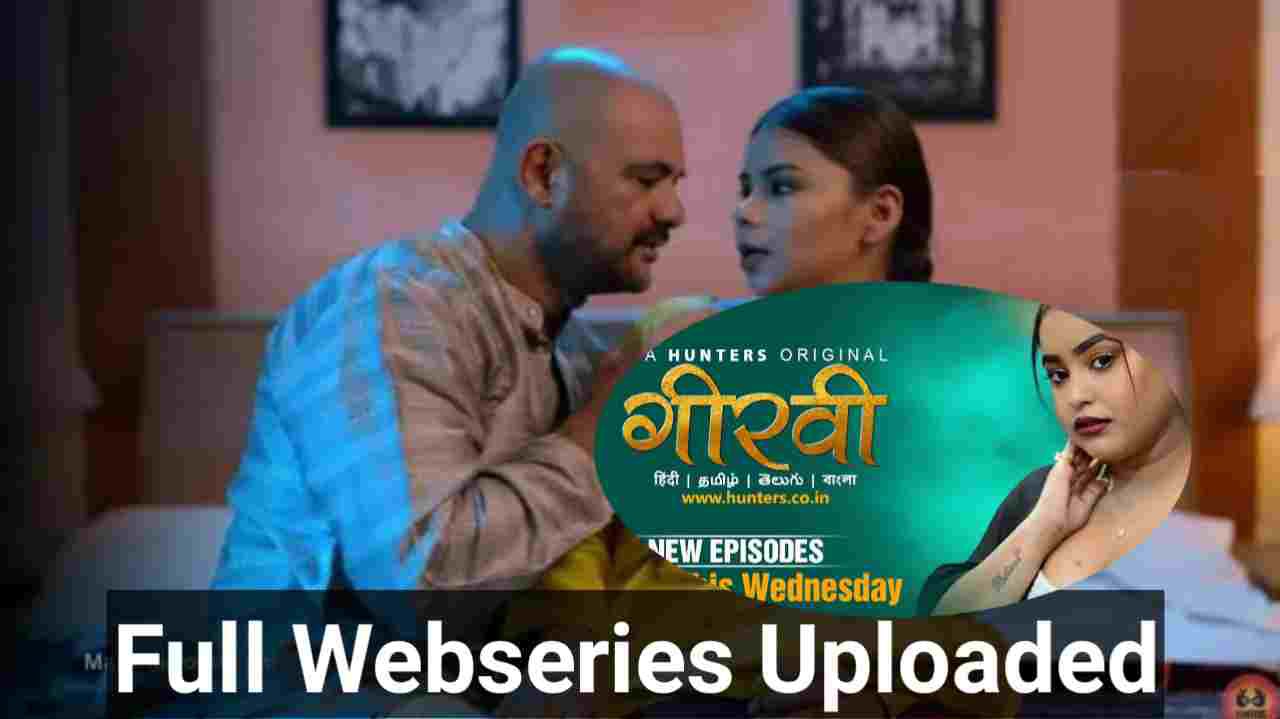 A HUNTERS ORIGINAL
गीरवी
हिंदी | தமிழ் | తెలుగు | বাংলা
www.hunters.co.in
NEW EPISODES
Wednesday
Full Webseries Uploaded